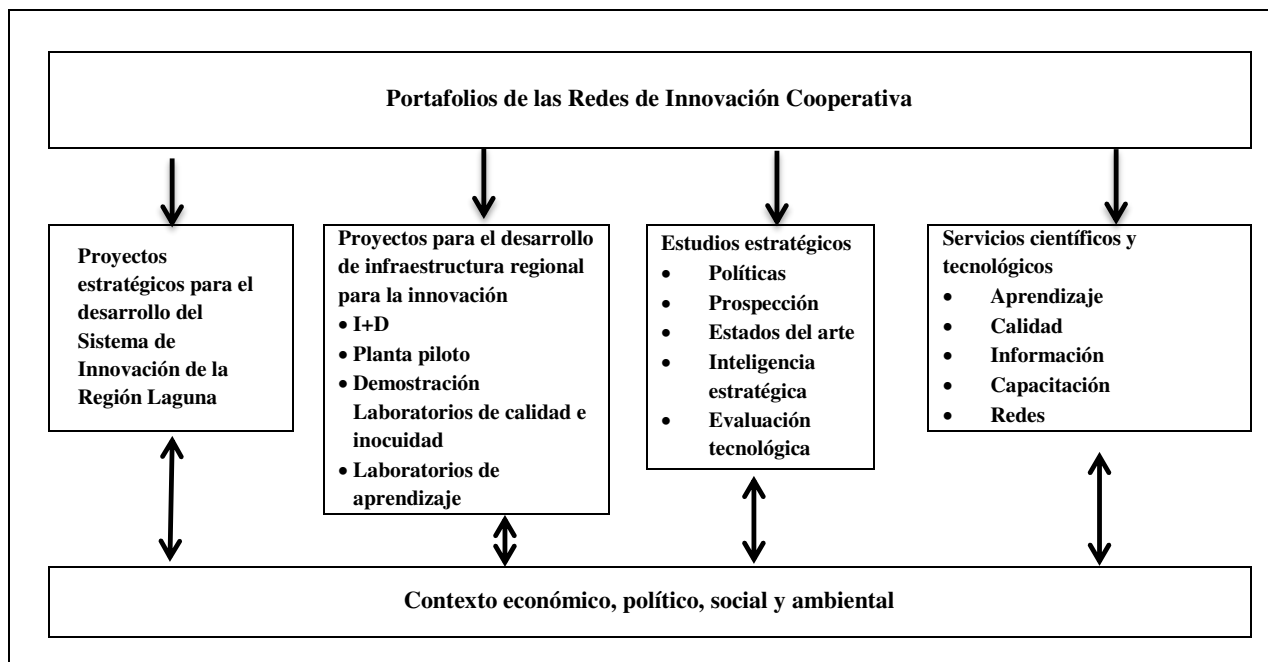 Portafolios de las Redes de Innovación Cooperativa
Proyectos
estratégicos para el
desarrollo del
Sistema de
Innovación de la
Región Laguna
Proyectos para el desarrollo
de infraestructura regional
para la innovación
• I+D
• Planta piloto
• Demostración
Laboratorios de calidad e
inocuidad
• Laboratorios de
aprendizaje
Estudios estratégicos
• Políticas
• Prospección
• Estados del arte
• Inteligencia
estratégica
• Evaluación
tecnológica
Servicios científicos y
tecnológicos
• Aprendizaje
• Calidad
• Información
• Capacitación
• Redes
Contexto económico, político, social y ambiental